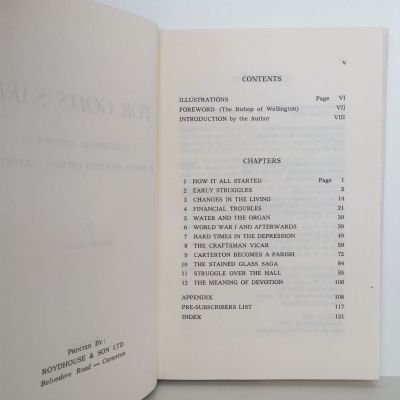 PRINTED BY:
ROYDHOUSE & SON LTD.
Belvedere Road — Carterton
v
CONTENTS
ILLUSTRATIONS Page VI
FOREWORD (The Bishop of Wellington) VII
INTRODUCTION by the Author VIII
CHAPTERS
1 HOW IT ALL STARTED Page 1
2 EARLY STRUGGLES 5
3 CHANGES IN THE LIVING 14
4 FINANCIAL TROUBLES 21
5 WATER AND THE ORGAN 30
6 WORLD WAR I AND AFTERWARDS 39
7 HARD TIMES IN THE DEPRESSION 49
8 THE CRAFTSMAN VICAR 59
9 CARTERTON BECOMES A PARISH 72
10 THE STAINED GLASS SAGA 84
11 STRUGGLE OVER THE HALL 95
12 THE MEANING OF DEVOTION 106
APPENDIX 108
PRE-SUBSCRIBERS LIST 117
INDEX 121